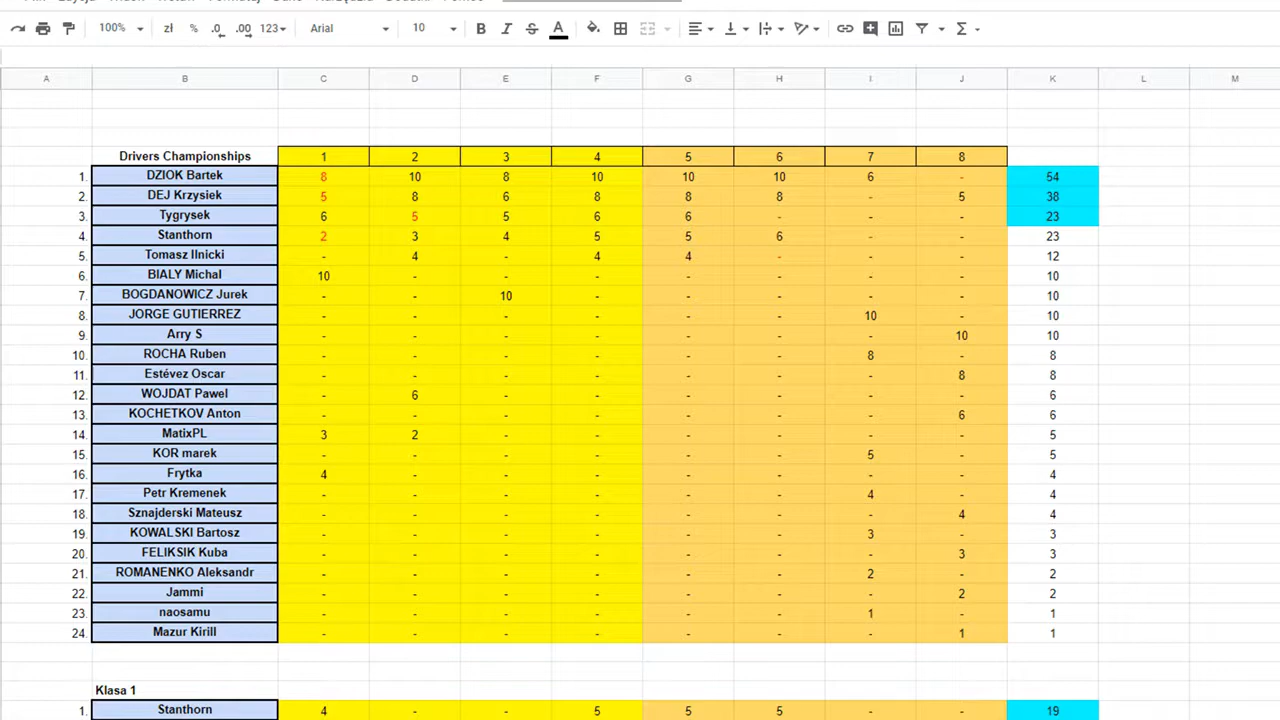 100% zł % .0 .00 123 Arial 10 B I S A Σ
A B C D E F G H I J K L M
Drivers Championships 1 2 3 4 5 6 7 8
1. DZIOK Bartek 8 10 8 10 10 10 6 - 54
2. DEJ Krzysiek 5 8 6 8 8 8 - 5 38
3. Tygrysek 6 5 5 6 6 - - - 23
4. Stanthorn 2 3 4 5 5 6 - - 23
5. Tomasz Ilnicki - 4 - 4 4 - - - 12
6. BIALY Michal 10 - - - - - - - 10
7. BOGDANOWICZ Jurek - - 10 - - - - - 10
8. JORGE GUTIERREZ - - - - - - 10 - 10
9. Arry S - - - - - - - 10 10
10. ROCHA Ruben - - - - - - 8 - 8
11. Estévez Oscar - - - - - - - 8 8
12. WOJDAT Pawel - 6 - - - - - - 6
13. KOCHETKOV Anton - - - - - - - 6 6
14. MatixPL 3 2 - - - - - - 5
15. KOR marek - - - - - - 5 - 5
16. Frytka 4 - - - - - - - 4
17. Petr Kremenek - - - - - - 4 - 4
18. Sznajderski Mateusz - - - - - - - 4 4
19. KOWALSKI Bartosz - - - - - - 3 - 3
20. FELIKSIK Kuba - - - - - - - 3 3
21. ROMANENKO Aleksandr - - - - - - 2 - 2
22. Jammi - - - - - - - 2 2
23. naosamu - - - - - - 1 - 1
24. Mazur Kirill - - - - - - - 1 1
Klasa 1
1. Stanthorn 4 - - 5 5 5 - - 19